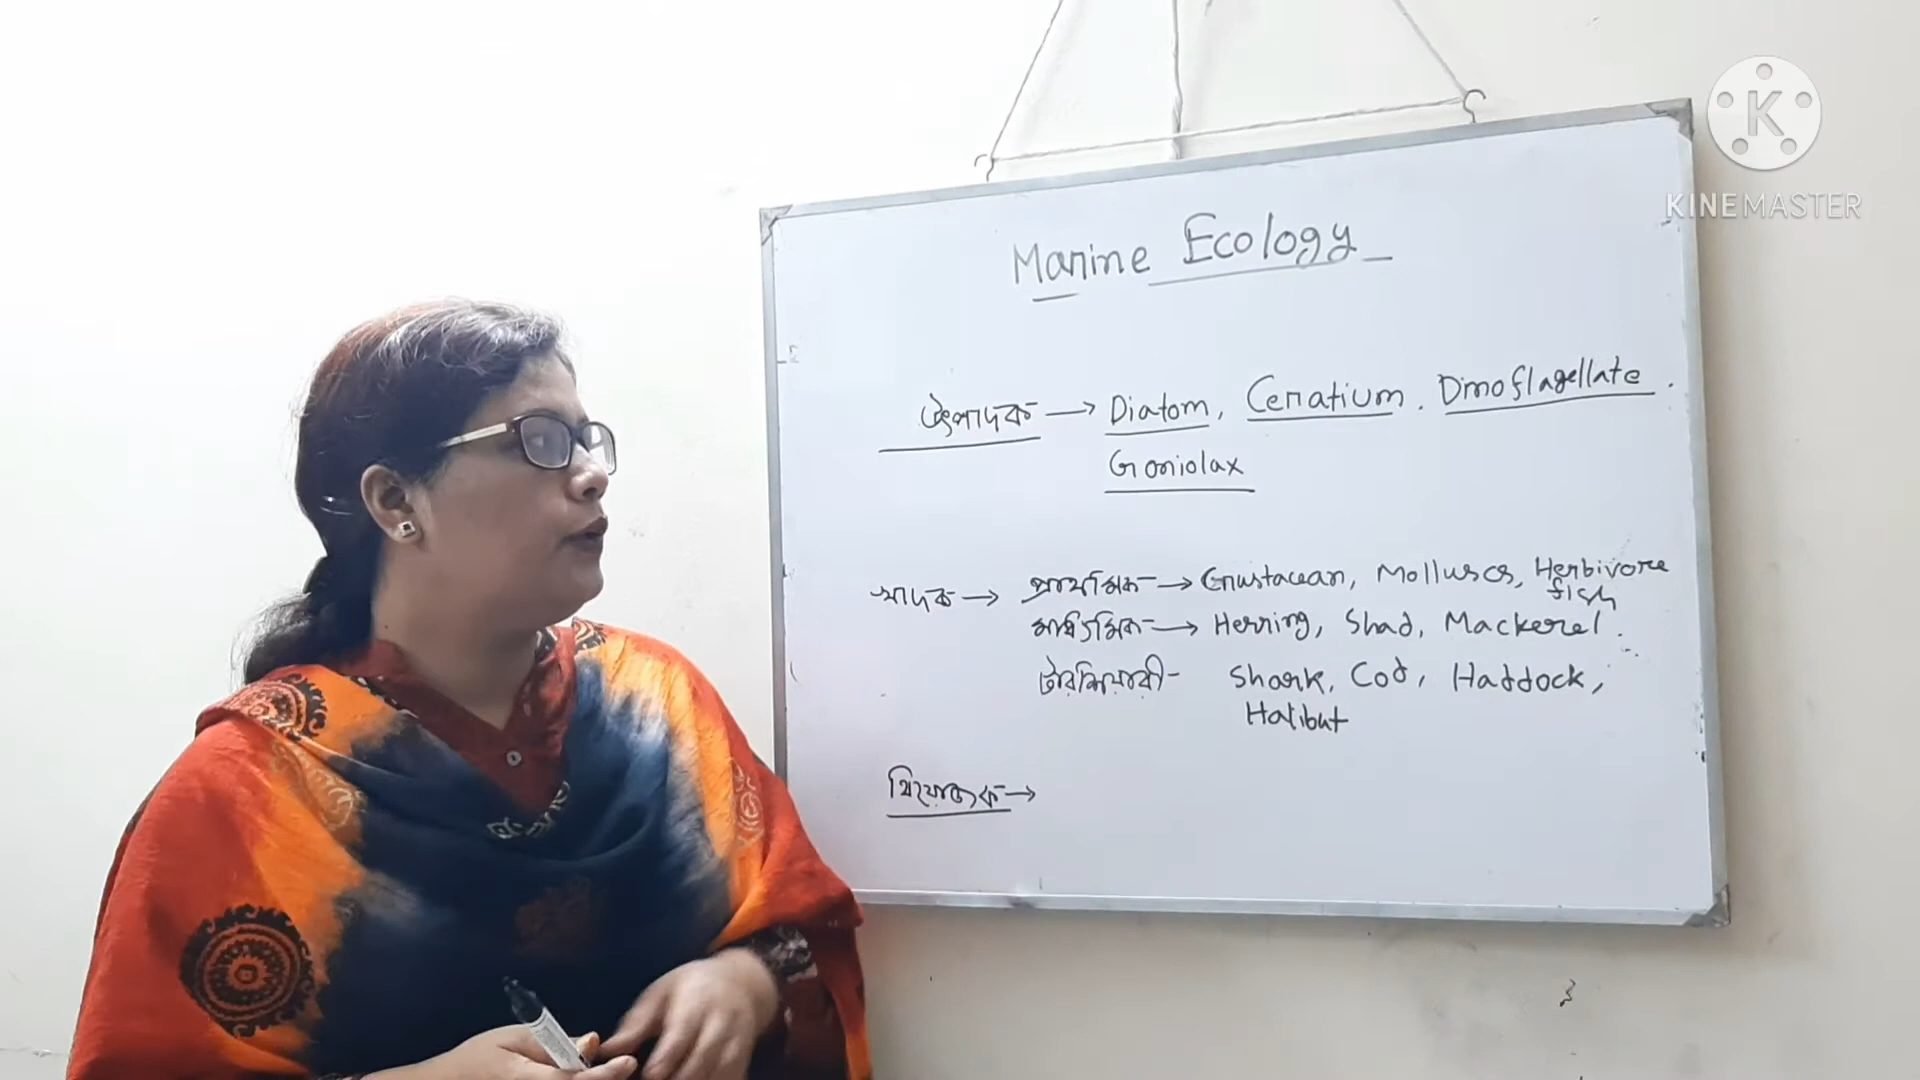 K
KINEMASTER
Marine Ecology
উৎপাদক → Diatom, Ceratium. Dinoflagellate.
Goniolax
খাদক → প্রাথমিক → Crustacean, Molluscs, Herbivore
fish
মাধ্যমিক → Herring, Shad, Mackerel.
টারশিয়ারী - Shark, Cod, Haddock,
Halibut
বিয়োজক →